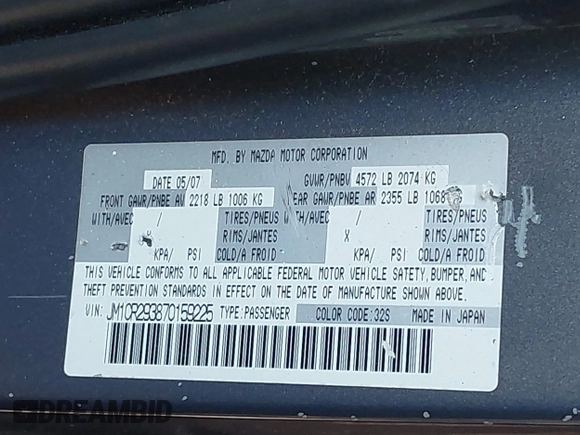 MFD. BY MAZDA MOTOR CORPORATION
DATE 05/07 GVWR/PNBV 4572 LB 2074 KG
FRONT GAWR/PNBE AV 2218 LB 1006 KG REAR GAWR/PNBE AR 2355 LB 1068
WITH/AVEC / TIRES/PNEUS WITH/AVEC / TIRES/PNEUS
X RIMS/JANTES X RIMS/JANTES
KPA/ PSI COLD/A FROID KPA/ PSI COLD/A FROID
THIS VEHICLE CONFORMS TO ALL APPLICABLE FEDERAL MOTOR VEHICLE SAFETY, BUMPER, AND
THEFT PREVENTION STANDARDS IN EFFECT ON THE DATE OF MANUFACTURE SHOWN ABOVE.
VIN: JM1CR293870159225 TYPE: PASSENGER COLOR CODE: 32S MADE IN JAPAN
DREAMBID